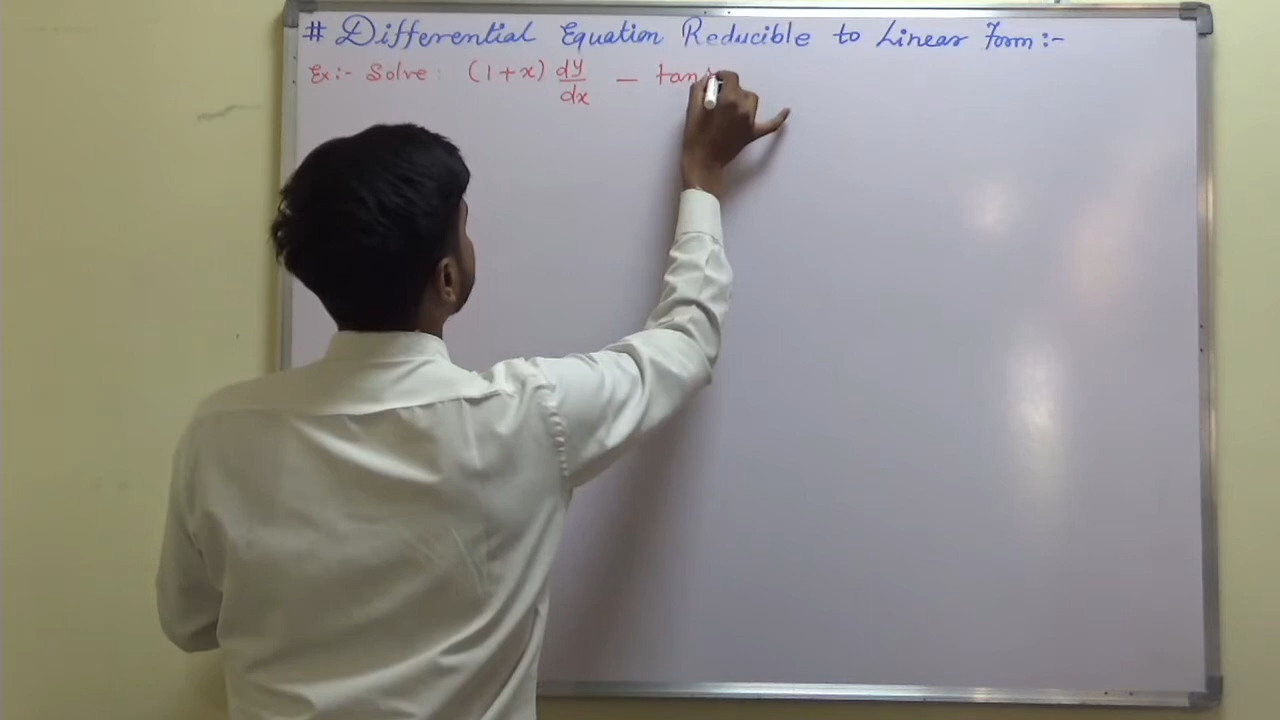 # Differential Equation Reducible to Linear Form :-
Ex:- Solve : (1+x) dy/dx - tan